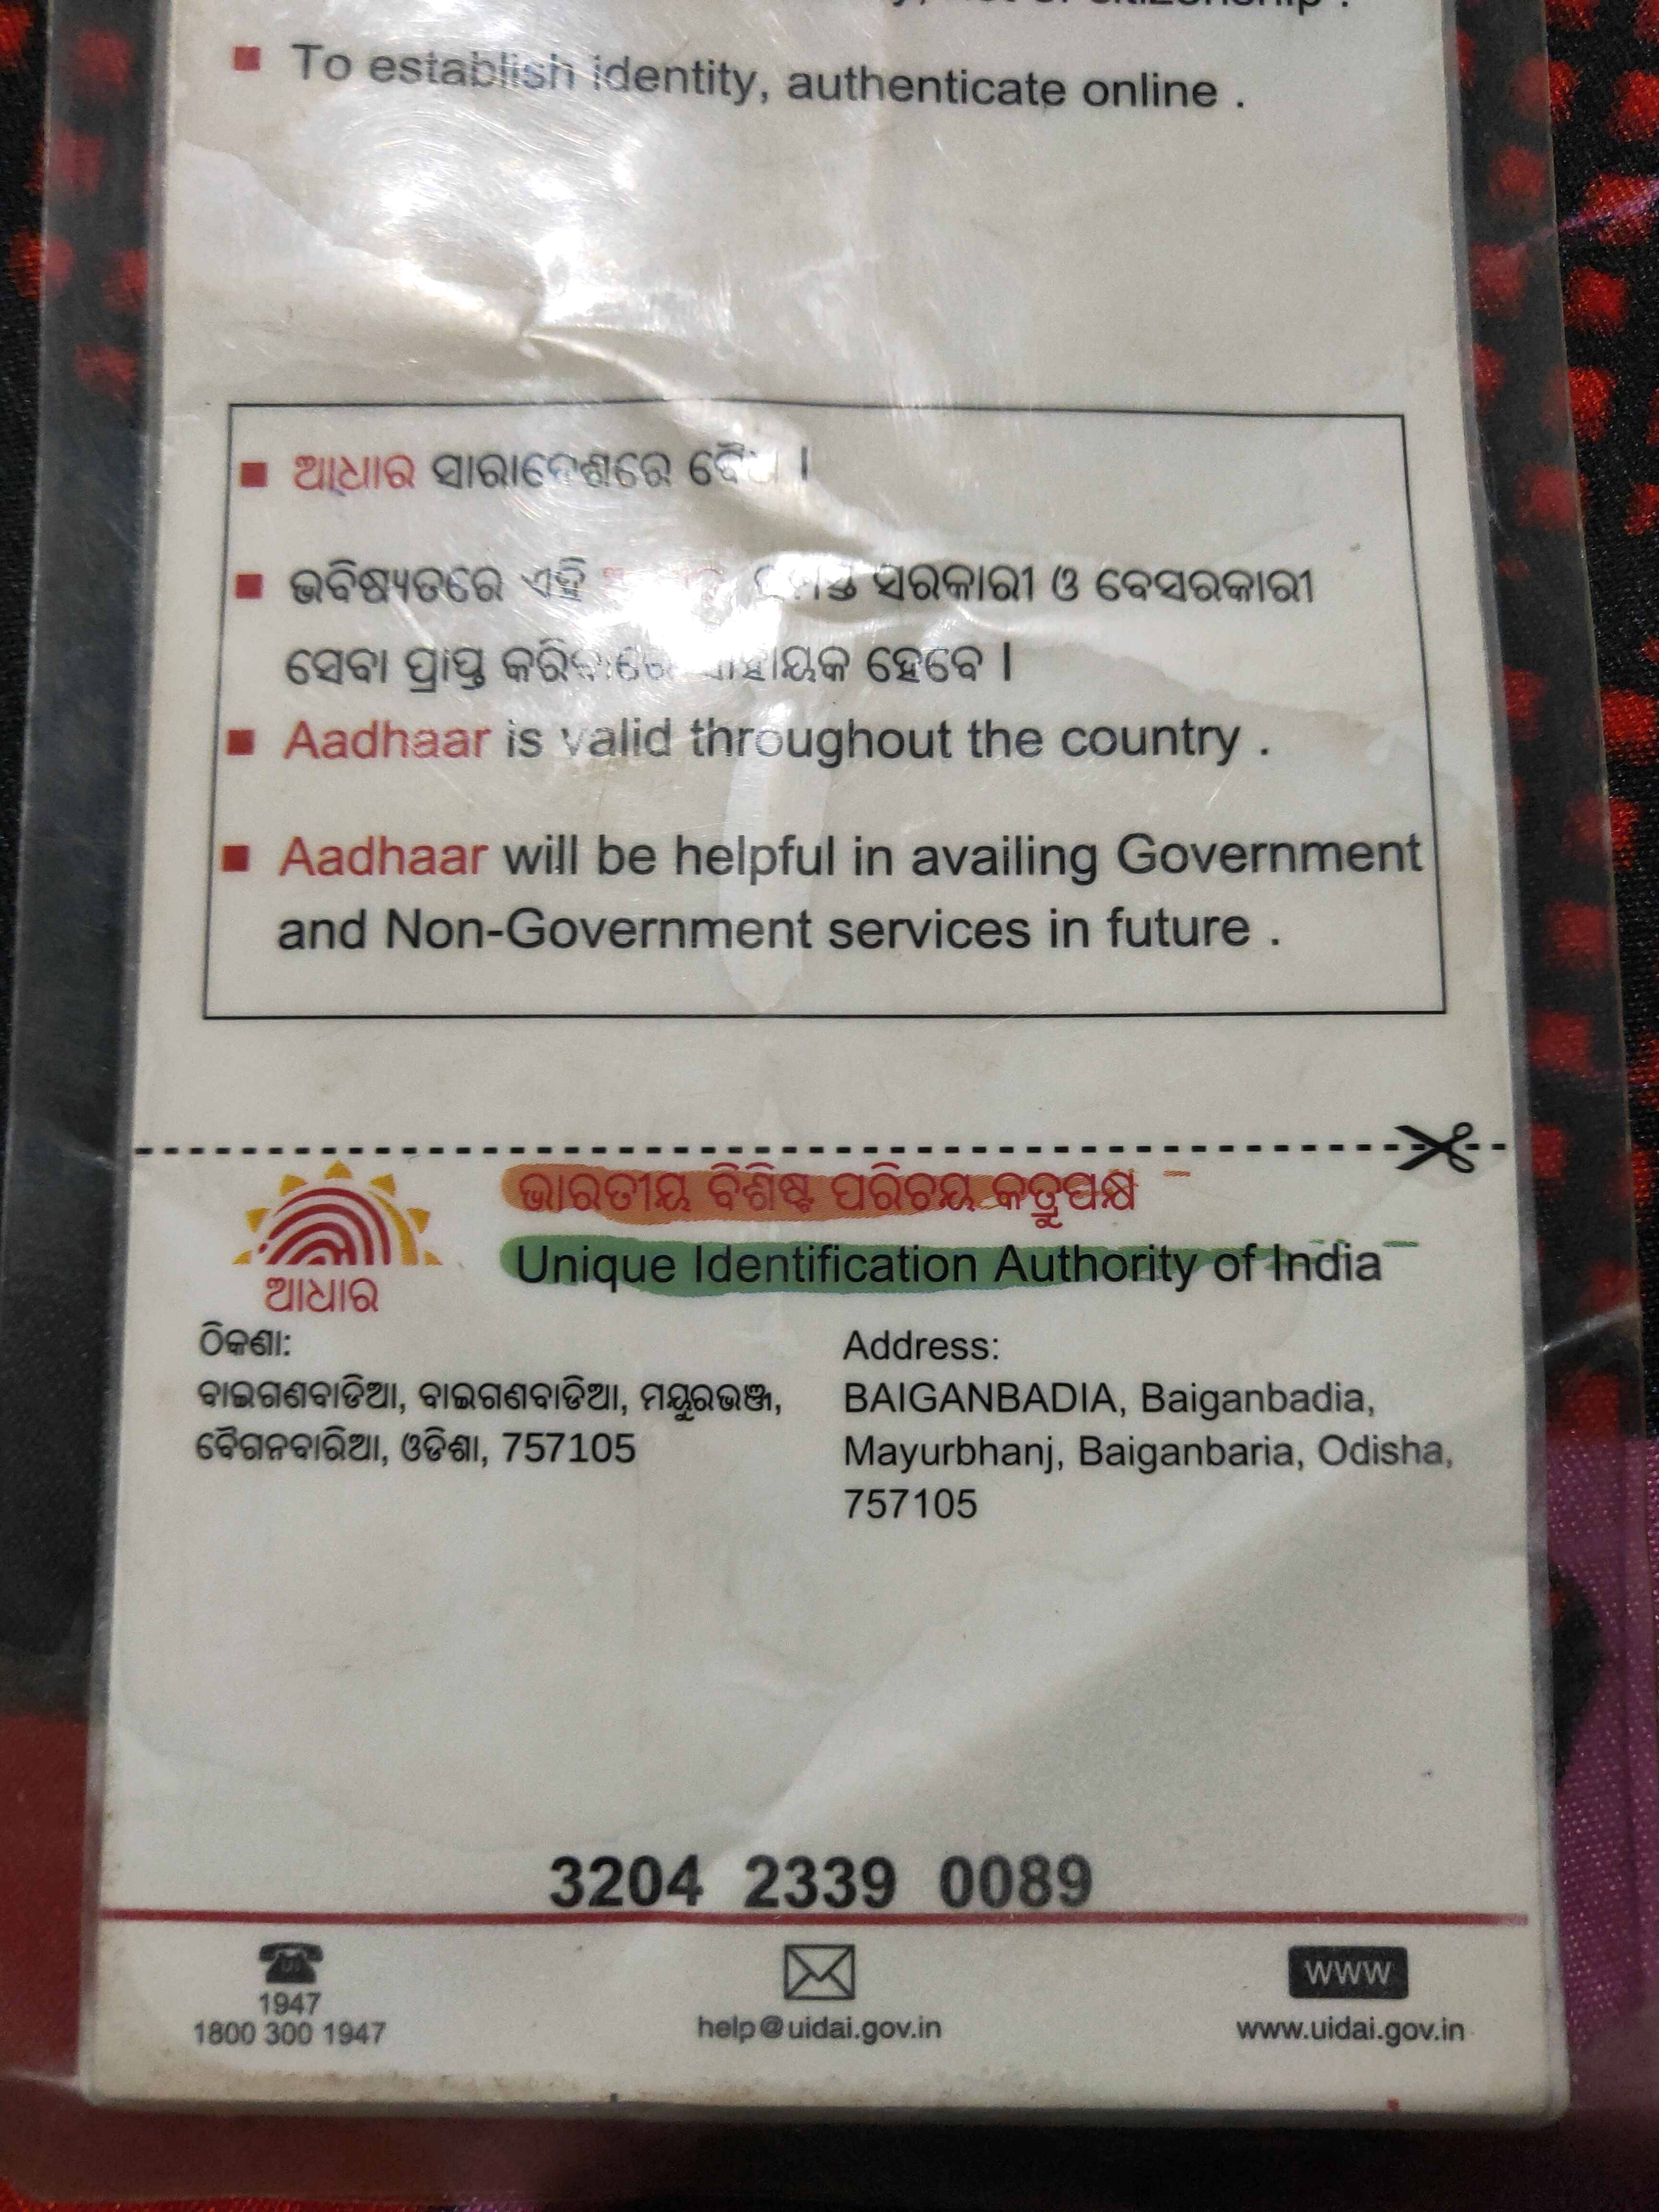 To establish identity, authenticate online .
ଆଧାର ସାରାଦେଶରେ
ଭବିଷ୍ୟତରେ ଏହି ସରକାରୀ ଓ ବେସରକାରୀ
ସେବା ପ୍ରାପ୍ତ କରିବାରେ ସାହାଯ୍ୟକ ହେବେ ।
Aadhaar is valid throughout the country .
Aadhaar will be helpful in availing Government
and Non-Government services in future .
ଭାରତୀୟ ବିଶିଷ୍ଟ ପରିଚୟ କର୍ତ୍ତୃପକ୍ଷ
Unique Identification Authority of India
ଆଧାର
ଠିକଣା:
ବାଇଗଣବାଡିଆ, ବାଇଗଣବାଡିଆ, ମୟୁରଭଞ୍ଜ,
ବୈଗନବାରିଆ, ଓଡିଶା, 757105
Address:
BAIGANBADIA, Baiganbadia,
Mayurbhanj, Baiganbaria, Odisha,
757105
3204 2339 0089
1947
1800 300 1947
help@uidai.gov.in
WWW
www.uidai.gov.in